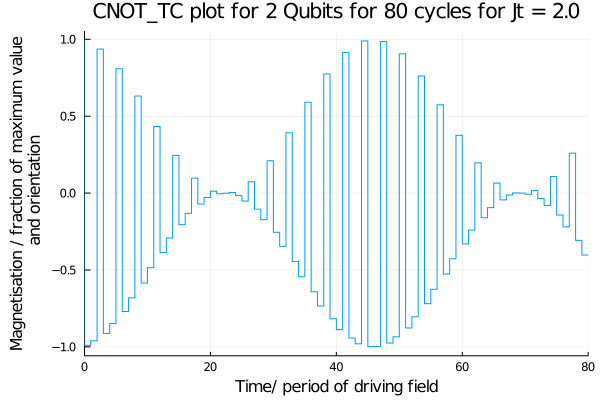 CNOT_TC plot for 2 Qubits for 80 cycles for Jt = 2.0
Magnetisation / fraction of maximum value
and orientation
1.0
0.5
0.0
−0.5
−1.0
0
20
40
60
80
Time/ period of driving field